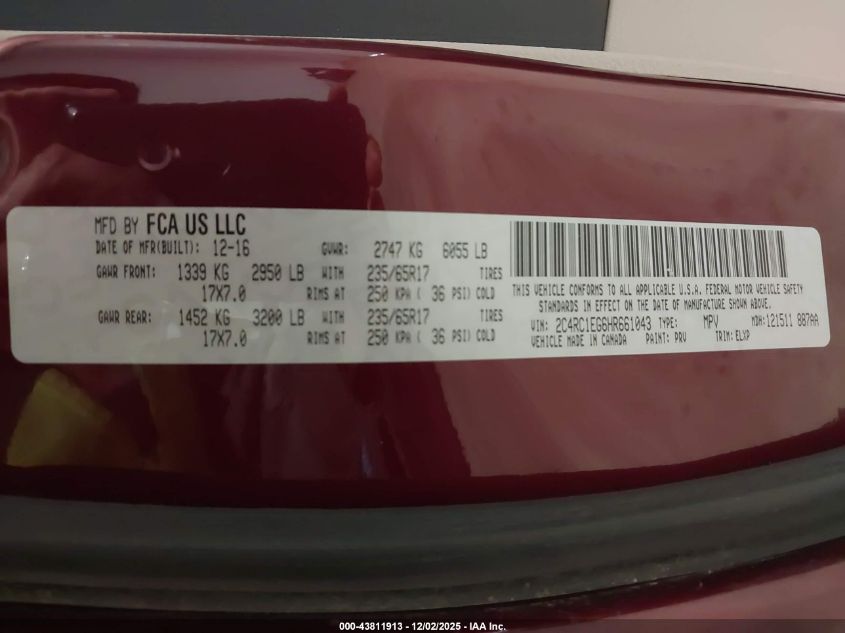 MFD BY FCA US LLC
DATE OF MFR(BUILT): 12-16 GVWR: 2747 KG 6055 LB
GAWR FRONT: 1339 KG 2950 LB WITH 235/65R17 TIRES
17X7.0 RIMS AT 250 KPA ( 36 PSI) COLD
GAWR REAR: 1452 KG 3200 LB WITH 235/65R17 TIRES
17X7.0 RIMS AT 250 KPA ( 36 PSI) COLD
THIS VEHICLE CONFORMS TO ALL APPLICABLE U.S.A. FEDERAL MOTOR VEHICLE SAFETY
STANDARDS IN EFFECT ON THE DATE OF MANUFACTURE SHOWN ABOVE.
VIN: 2C4RC1EG6HR661043 TYPE: MPV MDH:121511 887AA
VEHICLE MADE IN CANADA PAINT: PRV TRIM: ELXP
000-43811913 - 12/02/2025 - IAA Inc.